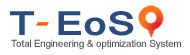 T-EoS
Total Engineering & optimization System